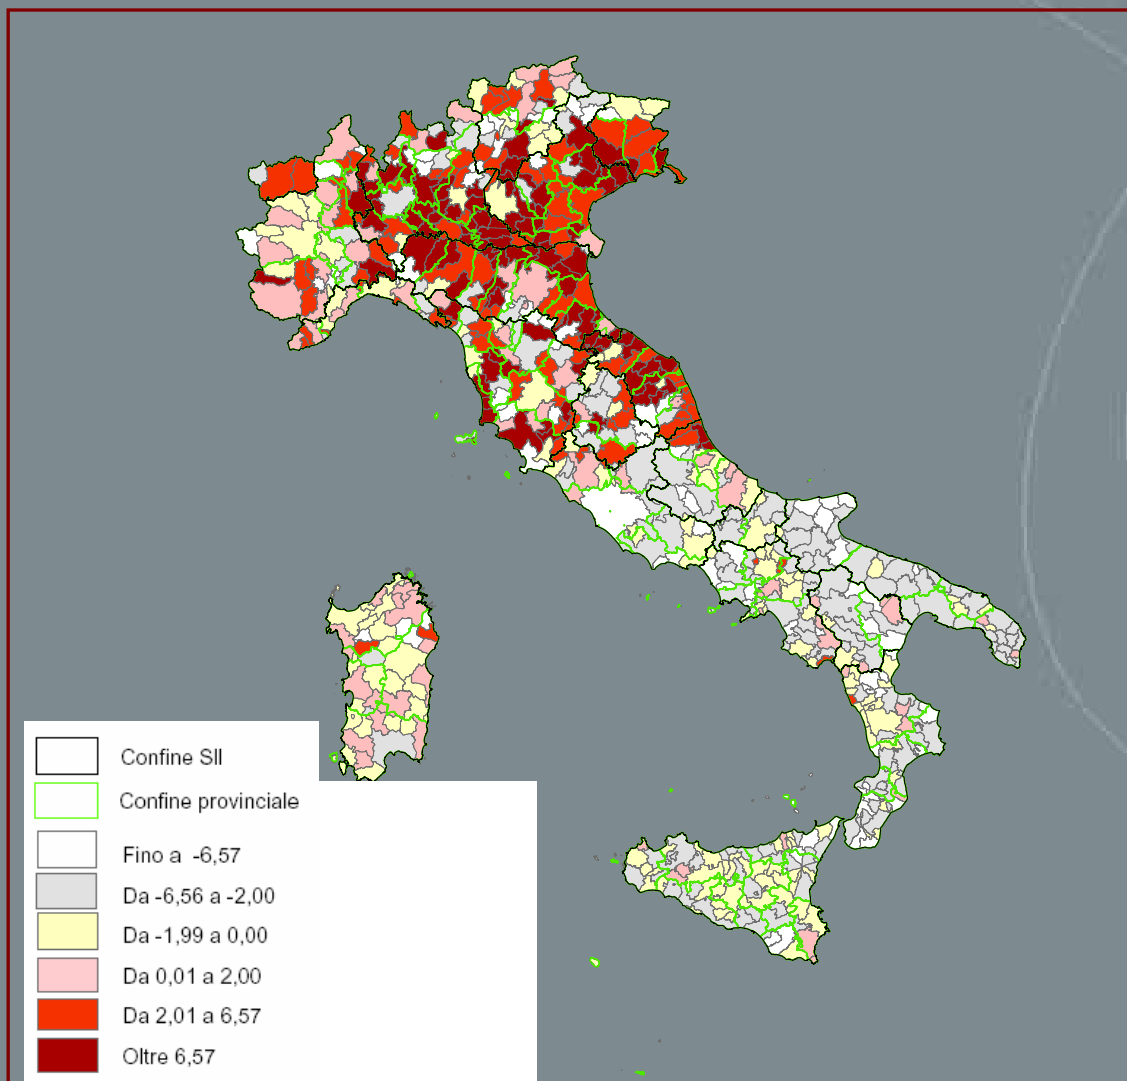 Confine SII
Confine provinciale
Fino a -6,57
Da -6,56 a -2,00
Da -1,99 a 0,00
Da 0,01 a 2,00
Da 2,01 a 6,57
Oltre 6,57